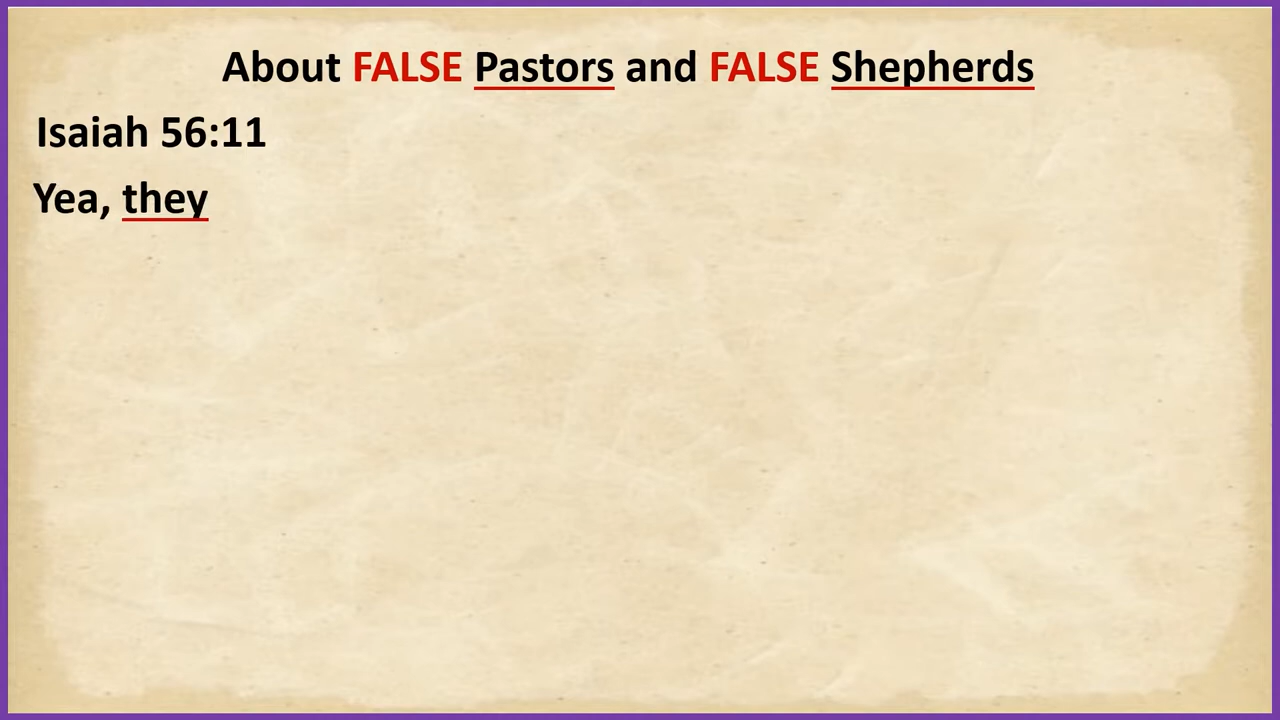 About FALSE Pastors and FALSE Shepherds
Isaiah 56:11
Yea, they